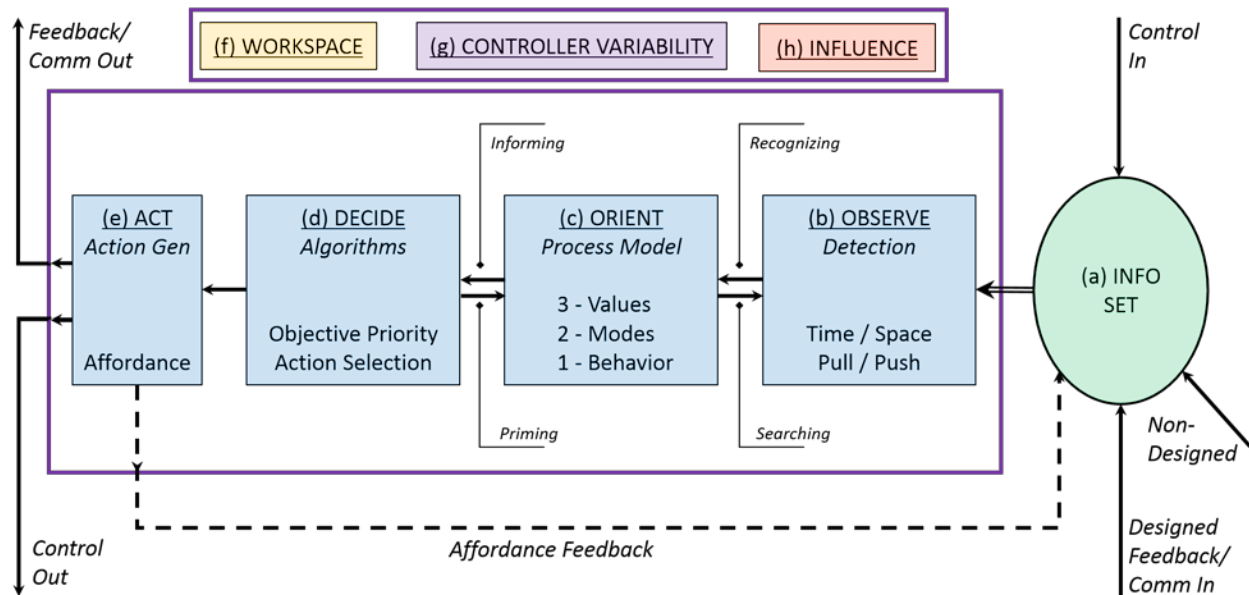 Feedback/
Comm Out
(f) WORKSPACE
(g) CONTROLLER VARIABILITY
(h) INFLUENCE
Control
In
Informing
Recognizing
(e) ACT
Action Gen
Affordance
(d) DECIDE
Algorithms
Objective Priority
Action Selection
(c) ORIENT
Process Model
3 - Values
2 - Modes
1 - Behavior
(b) OBSERVE
Detection
Time / Space
Pull / Push
(a) INFO
SET
Priming
Searching
Non-
Designed
Control
Out
Affordance Feedback
Designed
Feedback/
Comm In